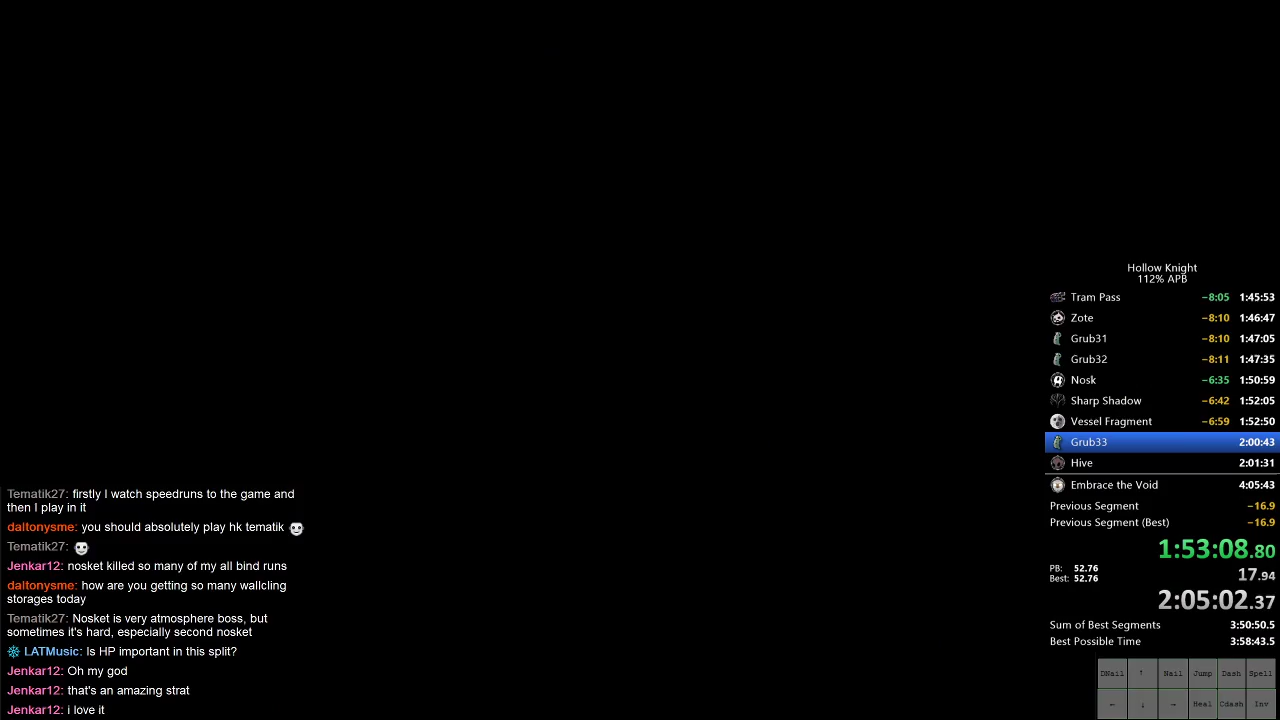 Hollow Knight
112% APB
Tram Pass −8:05 1:45:53
Zote −8:10 1:46:47
Grub31 −8:10 1:47:05
Grub32 −8:11 1:47:35
Nosk −6:35 1:50:59
Sharp Shadow −6:42 1:52:05
Vessel Fragment −6:59 1:52:50
Grub33 2:00:43
Hive 2:01:31
Embrace the Void 4:05:43
Previous Segment −16.9
Previous Segment (Best) −16.9
1:53:08.80
PB: 52.76
Best: 52.76
17.94
2:05:02.37
Sum of Best Segments 3:50:50.5
Best Possible Time 3:58:43.5
DNail ↑ Nail Jump Dash Spell
← ↓ → Heal Cdash Inv
Tematik27: firstly I watch speedruns to the game and
then I play in it
daltonysme: you should absolutely play hk tematik
Tematik27:
Jenkar12: nosket killed so many of my all bind runs
daltonysme: how are you getting so many wallcling
storages today
Tematik27: Nosket is very atmosphere boss, but
sometimes it's hard, especially second nosket
LATMusic: Is HP important in this split?
Jenkar12: Oh my god
Jenkar12: that's an amazing strat
Jenkar12: i love it